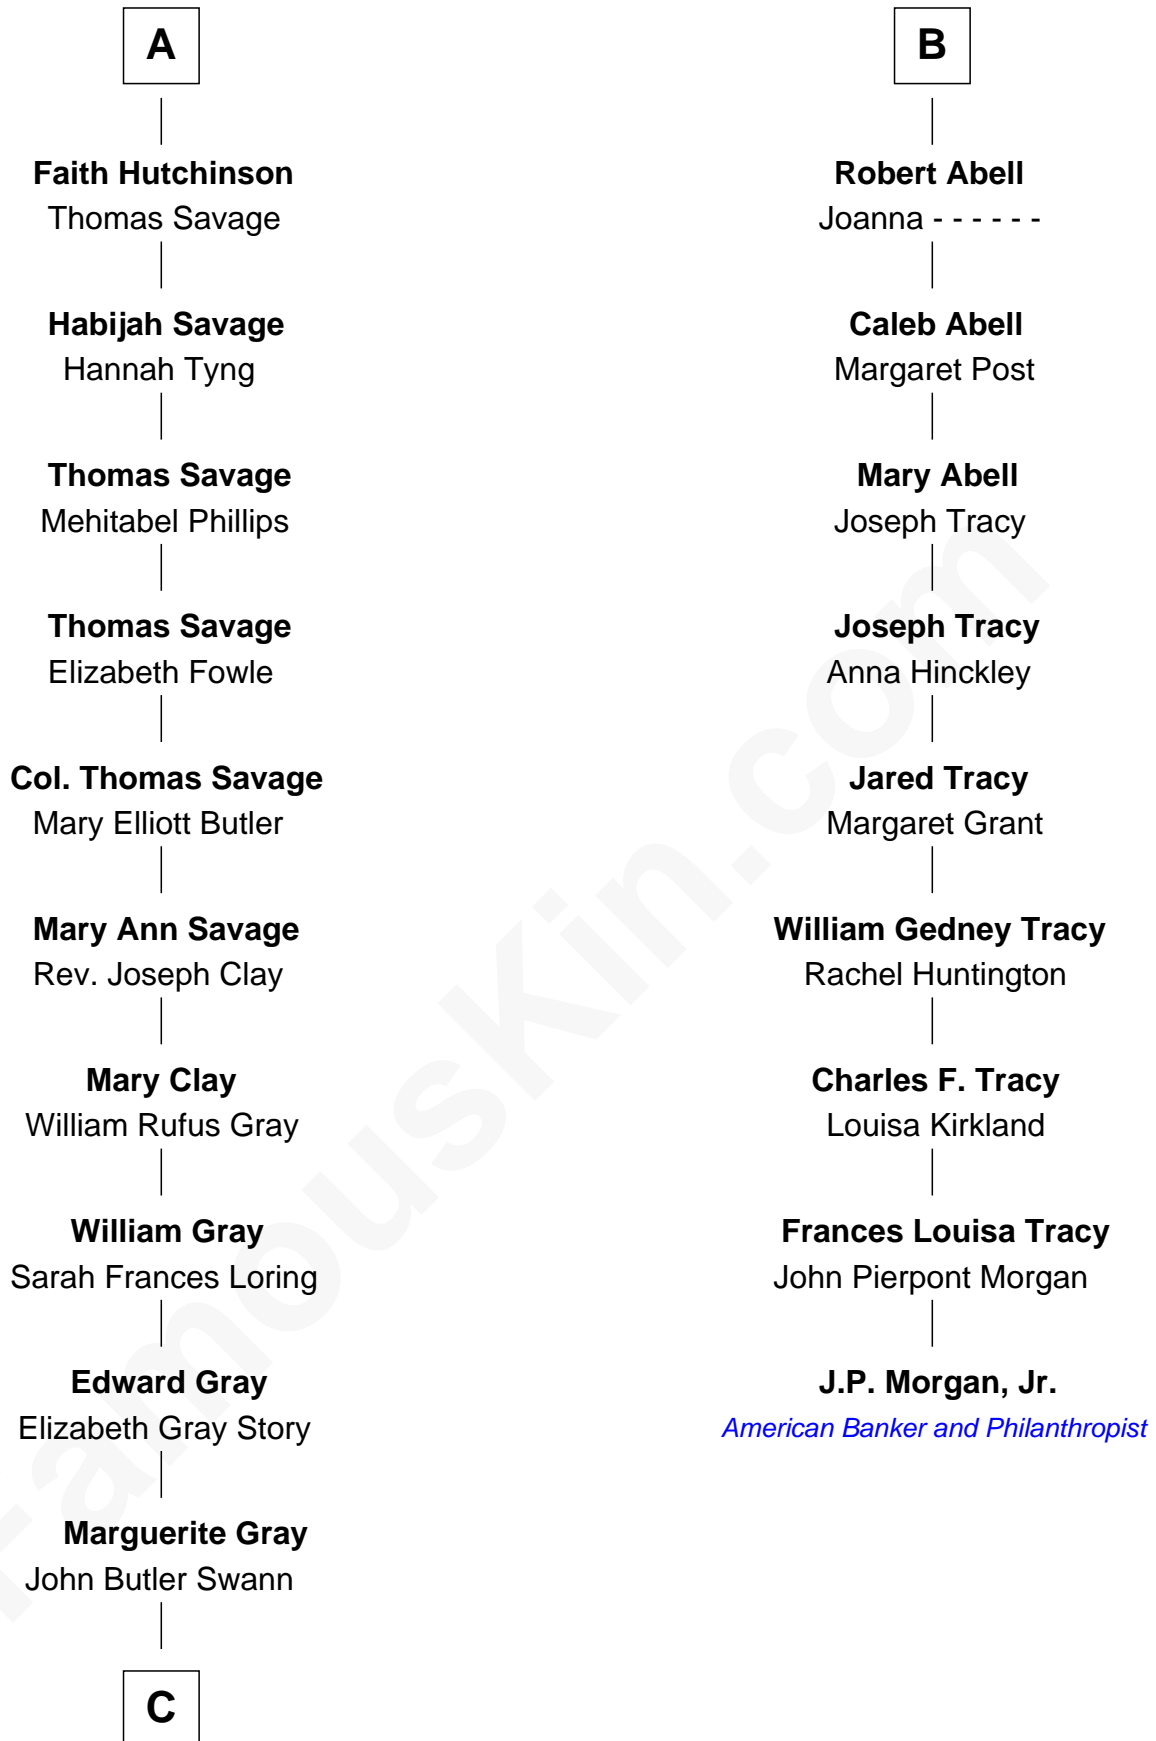 A
Faith Hutchinson
Thomas Savage
Habijah Savage
Hannah Tyng
Thomas Savage
Mehitabel Phillips
Thomas Savage
Elizabeth Fowle
Col. Thomas Savage
Mary Elliott Butler
Mary Ann Savage
Rev. Joseph Clay
Mary Clay
William Rufus Gray
William Gray
Sarah Frances Loring
Edward Gray
Elizabeth Gray Story
Marguerite Gray
John Butler Swann
C
B
Robert Abell
Joanna - - - - - -
Caleb Abell
Margaret Post
Mary Abell
Joseph Tracy
Joseph Tracy
Anna Hinckley
Jared Tracy
Margaret Grant
William Gedney Tracy
Rachel Huntington
Charles F. Tracy
Louisa Kirkland
Frances Louisa Tracy
John Pierpont Morgan
J.P. Morgan, Jr.
American Banker and Philanthropist
FamousKin.com